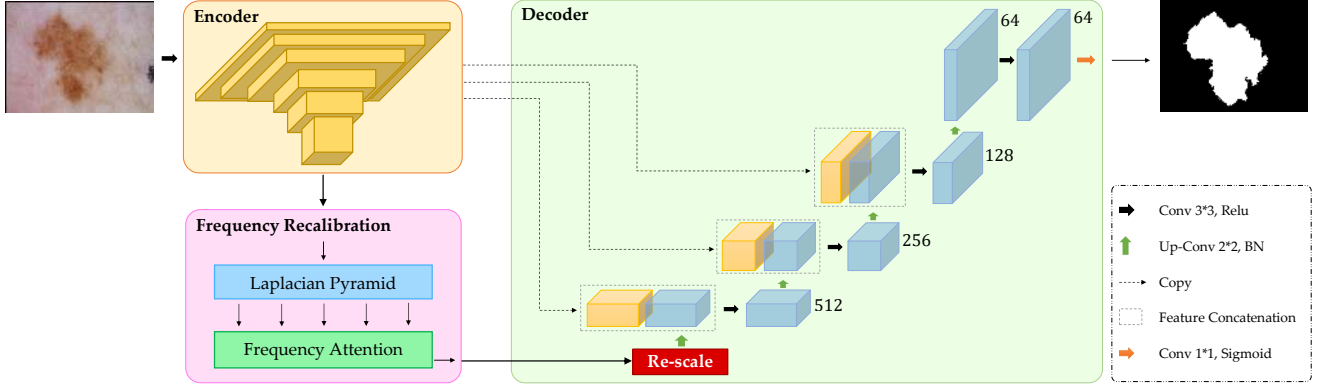 Encoder
Decoder
64
64
128
256
512
Frequency Recalibration
Laplacian Pyramid
Frequency Attention
Re-scale
Conv 3*3, Relu
Up-Conv 2*2, BN
Copy
Feature Concatenation
Conv 1*1, Sigmoid